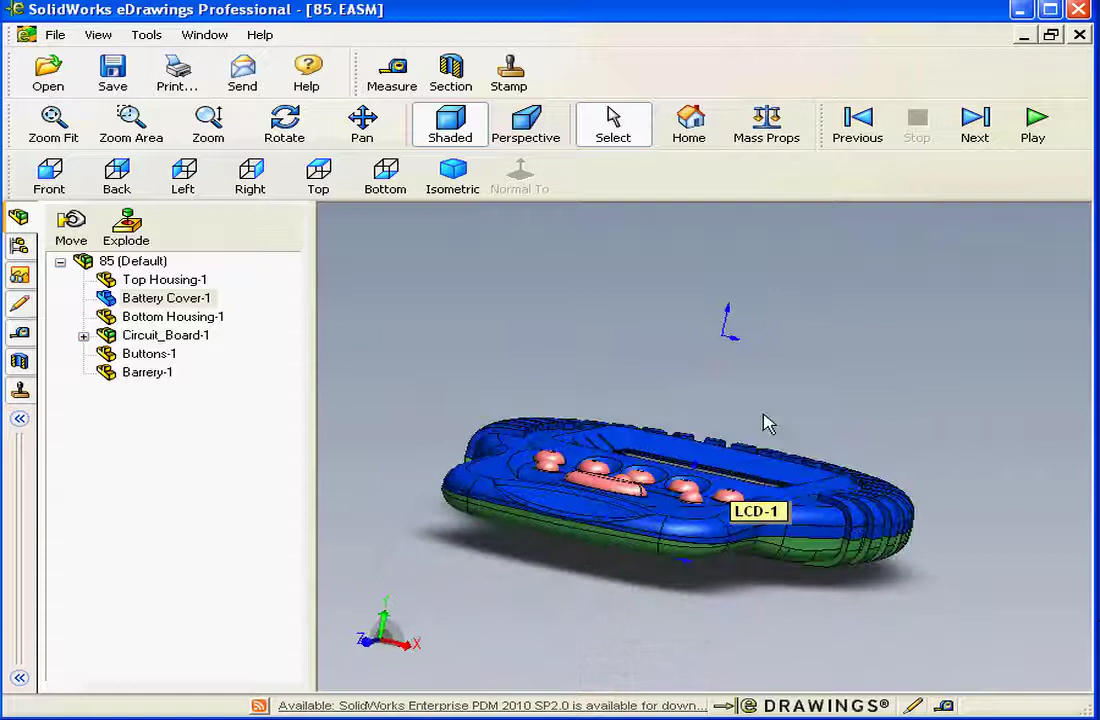 SolidWorks eDrawings Professional - [85.EASM]
File View Tools Window Help
Open Save Print... Send Help Measure Section Stamp
Zoom Fit Zoom Area Zoom Rotate Pan Shaded Perspective Select Home Mass Props Previous Stop Next Play
Front Back Left Right Top Bottom Isometric Normal To
Move Explode
85 (Default)
Top Housing-1
Battery Cover-1
Bottom Housing-1
Circuit_Board-1
Buttons-1
Barrery-1
LCD-1
Y
Z X
Available: SolidWorks Enterprise PDM 2010 SP2.0 is available for down... e DRAWINGS®